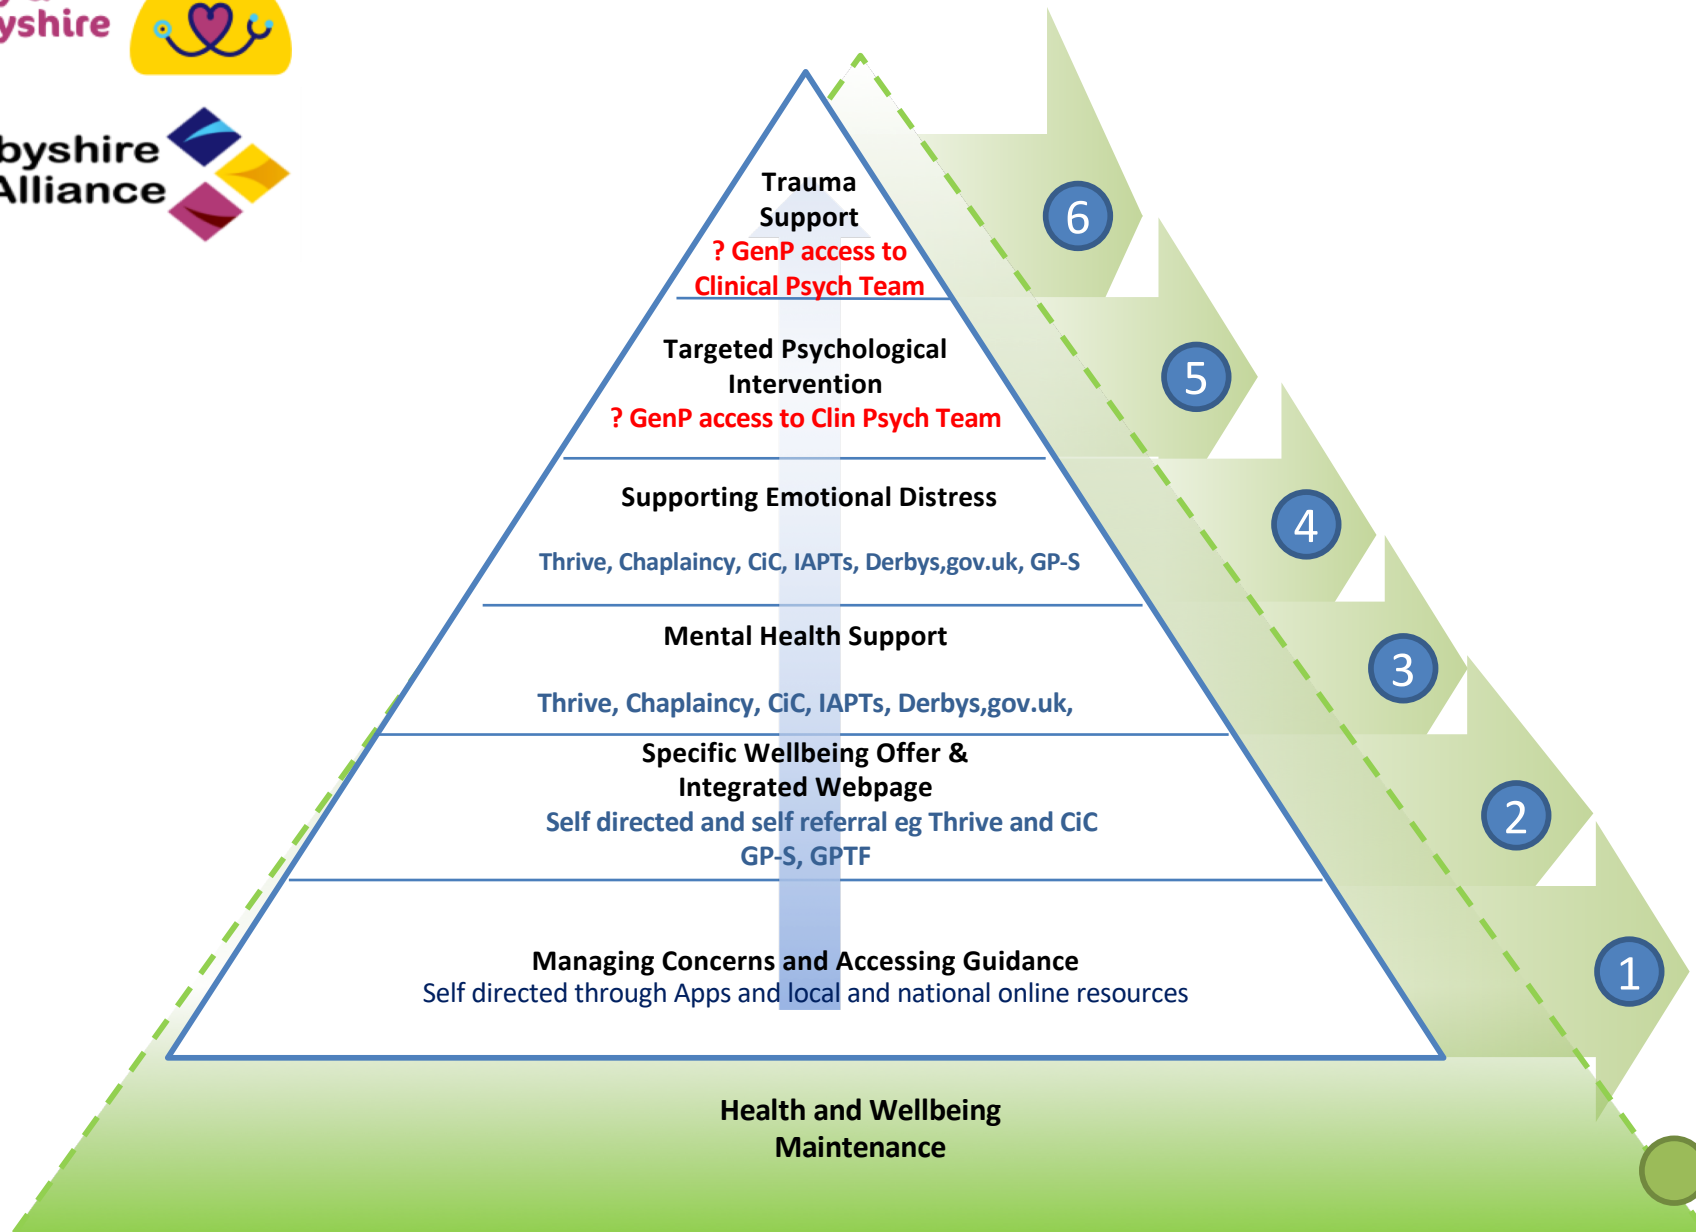 yshire
byshire
Alliance
Trauma
Support
? GenP access to
Clinical Psych Team
6
Targeted Psychological
Intervention
? GenP access to Clin Psych Team
5
Supporting Emotional Distress
Thrive, Chaplaincy, CiC, IAPTs, Derbys,gov.uk, GP-S
4
Mental Health Support
Thrive, Chaplaincy, CiC, IAPTs, Derbys,gov.uk,
3
Specific Wellbeing Offer &
Integrated Webpage
Self directed and self referral eg Thrive and CiC
GP-S, GPTF
2
Managing Concerns and Accessing Guidance
Self directed through Apps and local and national online resources
1
Health and Wellbeing
Maintenance